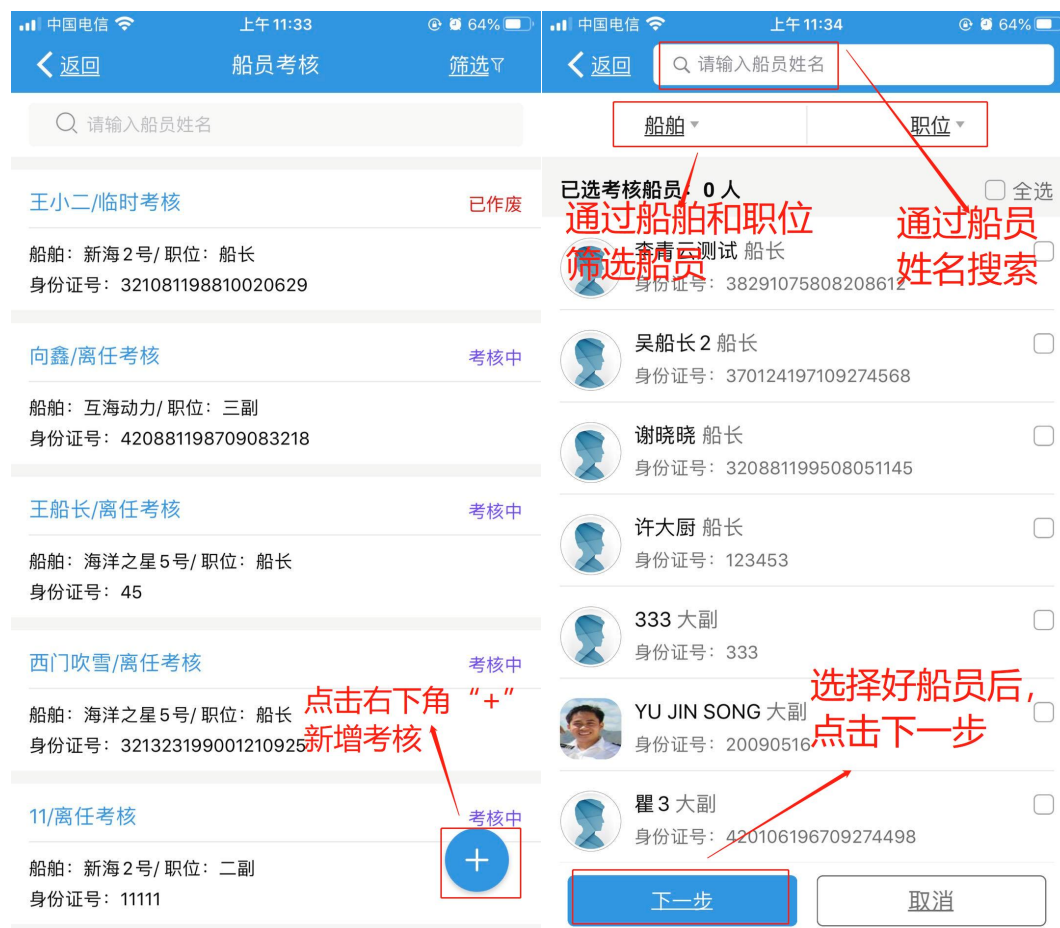 中国电信 上午11:33 64%
返回 船员考核 筛选
请输入船员姓名
王小二/临时考核 已作废
船舶：新海2号/ 职位：船长
身份证号：321081198810020629
向鑫/离任考核 考核中
船舶：互海动力/ 职位：三副
身份证号：420881198709083218
王船长/离任考核 考核中
船舶：海洋之星5号/ 职位：船长
身份证号：45
西门吹雪/离任考核 考核中
船舶：海洋之星5号/ 职位：船长
身份证号：321323199001210925
点击右下角“+”
新增考核
11/离任考核 考核中
船舶：新海2号/ 职位：二副
身份证号：11111
+
中国电信 上午11:34 64%
返回 请输入船员姓名
船舶 职位
已选考核船员：0人 全选
通过船舶和职位
筛选船员
通过船员
姓名搜索
李青云测试 船长
身份证号：38291075808208612
吴船长2 船长
身份证号：370124197109274568
谢晓晓 船长
身份证号：320881199508051145
许大厨 船长
身份证号：123453
333 大副
身份证号：333
选择好船员后，
点击下一步
YU JIN SONG 大副
身份证号：20090516
瞿3 大副
身份证号：420106196709274498
下一步 取消